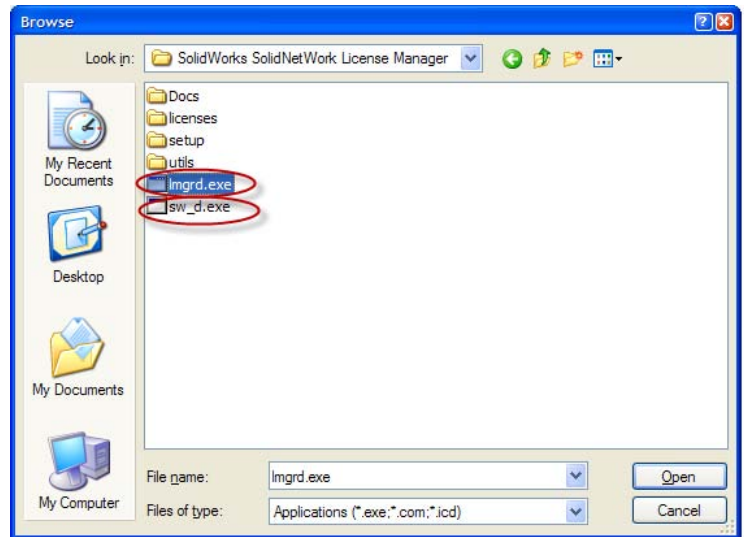 Browse
Look in: SolidWorks SolidNetWork License Manager
My Recent Documents
Desktop
My Documents
My Computer
Docs
licenses
setup
utils
lmgrd.exe
sw_d.exe
File name: lmgrd.exe Open
Files of type: Applications (*.exe;*.com;*.icd) Cancel